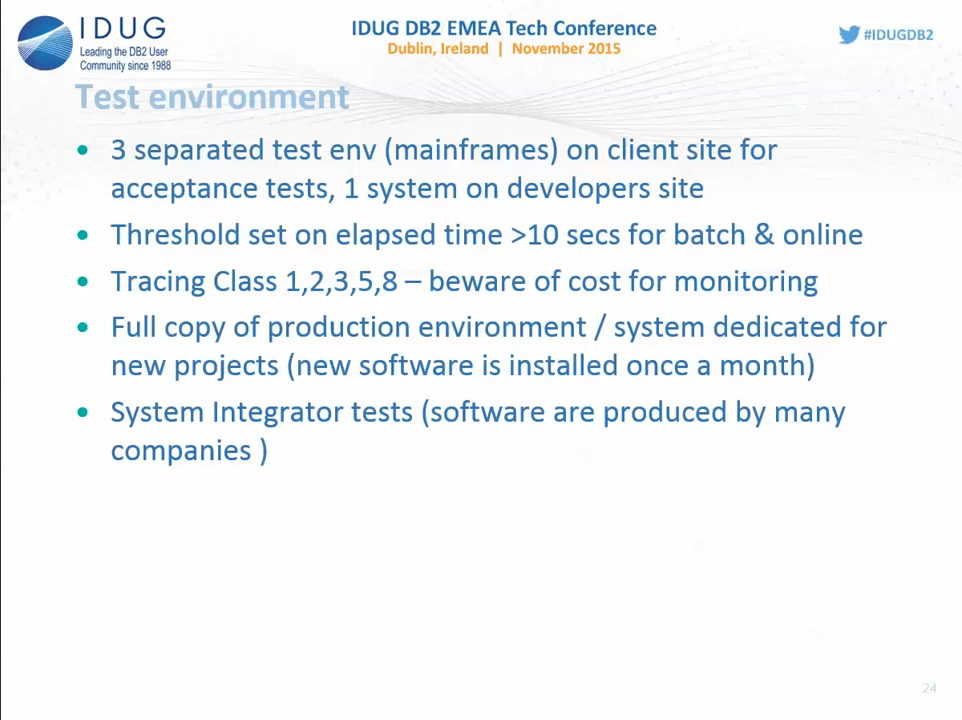 IDUG
Leading the DB2 User
Community since 1988
IDUG DB2 EMEA Tech Conference
Dublin, Ireland | November 2015
#IDUGDB2
Test environment
• 3 separated test env (mainframes) on client site for
acceptance tests, 1 system on developers site
• Threshold set on elapsed time >10 secs for batch & online
• Tracing Class 1,2,3,5,8 – beware of cost for monitoring
• Full copy of production environment / system dedicated for
new projects (new software is installed once a month)
• System Integrator tests (software are produced by many
companies )
24